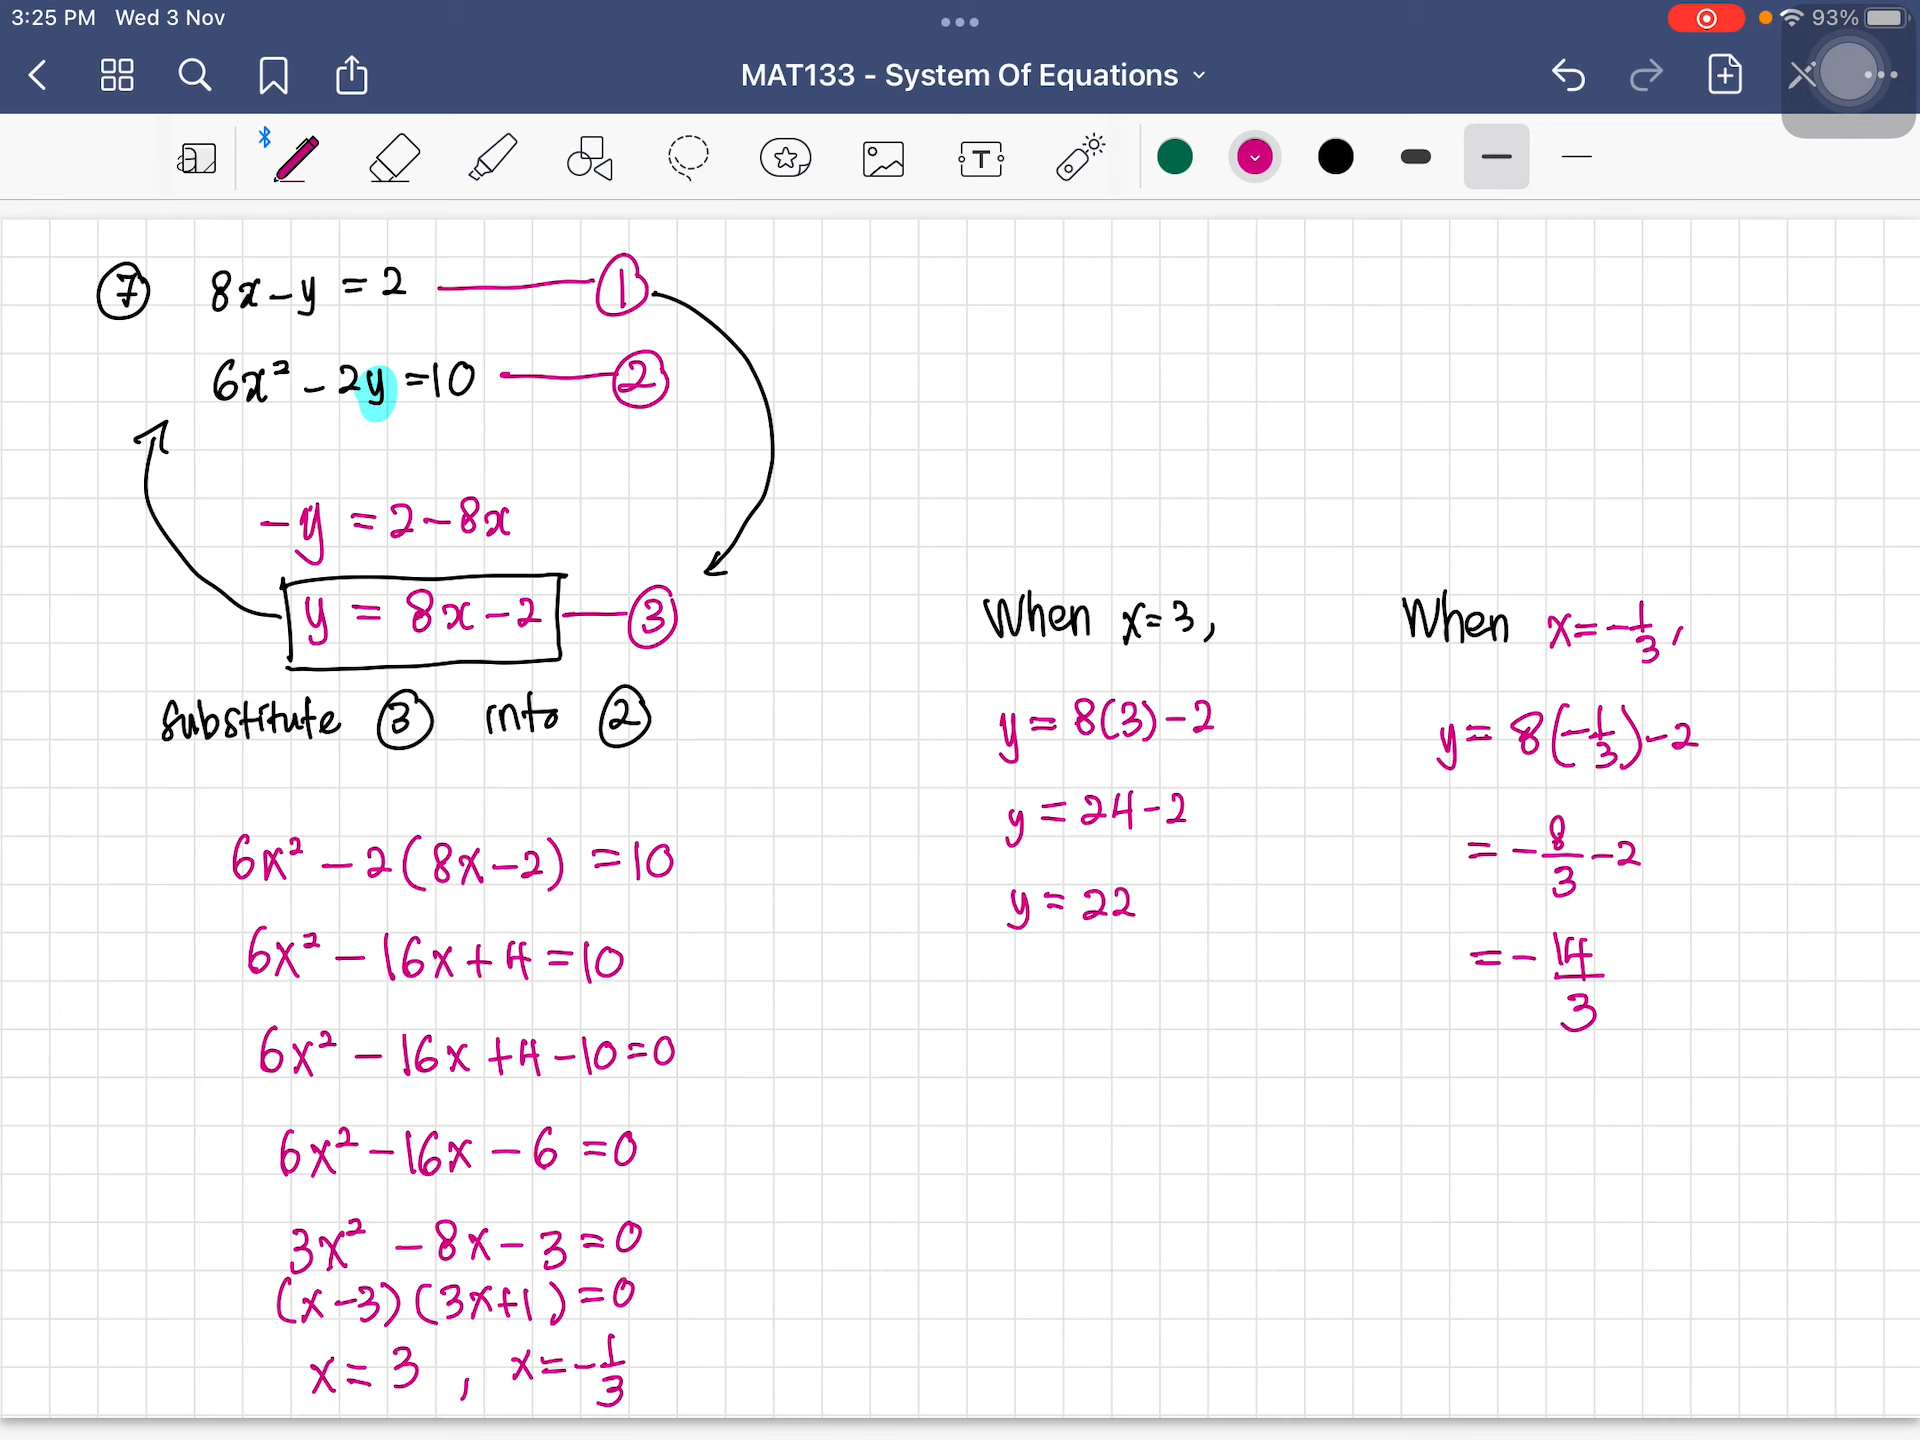 3:25 PM Wed 3 Nov
93%
MAT133 - System Of Equations
⑦ 8x - y = 2 ——— ①
6x² - 2y = 10 ——— ②
-y = 2 - 8x
y = 8x - 2 —— ③
substitute ③ into ②
6x² - 2(8x - 2) = 10
6x² - 16x + 4 = 10
6x² - 16x + 4 - 10 = 0
6x² - 16x - 6 = 0
3x² - 8x - 3 = 0
(x - 3)(3x + 1) = 0
x = 3 , x = -1/3
When x = 3,
y = 8(3) - 2
y = 24 - 2
y = 22
When x = -1/3,
y = 8(-1/3) - 2
= -8/3 - 2
= -14/3